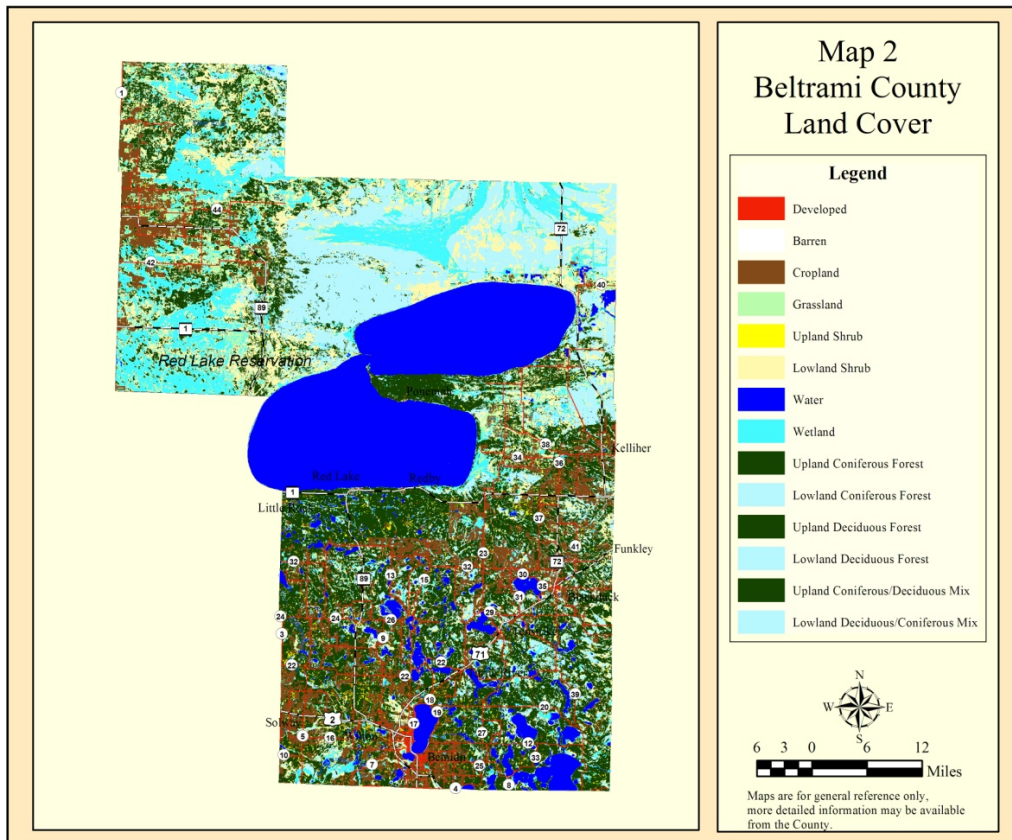 Map 2
Beltrami County
Land Cover
Legend
Developed
Barren
Cropland
Grassland
Upland Shrub
Lowland Shrub
Water
Wetland
Upland Coniferous Forest
Lowland Coniferous Forest
Upland Deciduous Forest
Lowland Deciduous Forest
Upland Coniferous/Deciduous Mix
Lowland Deciduous/Coniferous Mix
N
W E
S
6 3 0 6 12
Miles
Maps are for general reference only,
more detailed information may be available
from the County.
1
44
72
42
40
89
1
Red Lake Reservation
38
34
36
Kelliher
Red Lake
Redby
1
37
41
Funkley
23
72
32
32
13
15
30
89
35
31
24
24
26
29
3
9
71
22
22
22
39
18
19
20
2
17
5
16
27
12
10
7
Bemidji
25
33
4
8